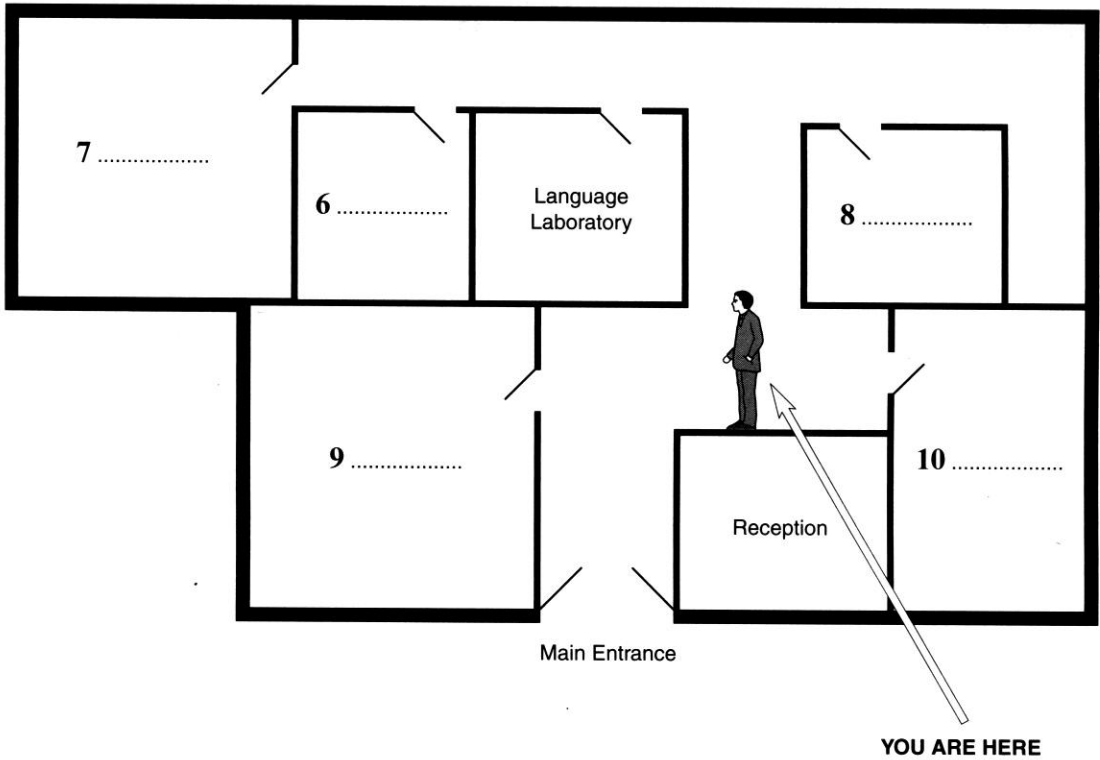 7 ....................
6 ....................
Language
Laboratory
8 ....................
9 ....................
10 ....................
Reception
Main Entrance
YOU ARE HERE